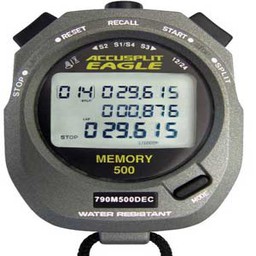 RECALL
RESET
START
STOP
SPLIT
◄S2 S1/S4 S3►
A/X
12/24
ACCUSPLIT
EAGLE
014 029.615
000.876
STOP 029.615
MEMORY
500
MODE
790M500DEC
WATER RESISTANT